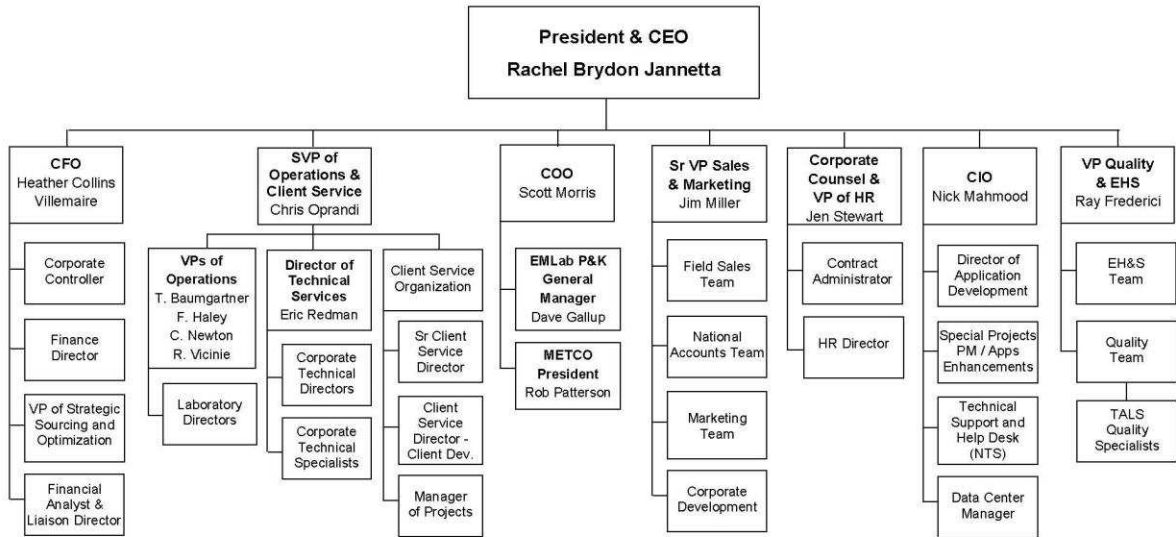 President & CEO
Rachel Brydon Jannetta
CFO
Heather Collins
Villemaire
Corporate
Controller
Finance
Director
VP of Strategic
Sourcing and
Optimization
Financial
Analyst &
Liaison Director
SVP of
Operations &
Client Service
Chris Oprandi
VPs of
Operations
T. Baumgartner
F. Haley
C. Newton
R. Vicinie
Laboratory
Directors
Director of
Technical
Services
Eric Redman
Corporate
Technical
Directors
Corporate
Technical
Specialists
Client Service
Organization
Sr Client
Service
Director
Client
Service
Director -
Client Dev.
Manager
of Projects
COO
Scott Morris
EMLab P&K
General
Manager
Dave Gallup
METCO
President
Rob Patterson
Sr VP Sales
& Marketing
Jim Miller
Field Sales
Team
National
Accounts Team
Marketing
Team
Corporate
Development
Corporate
Counsel &
VP of HR
Jen Stewart
Contract
Administrator
HR Director
CIO
Nick Mahmood
Director of
Application
Development
Special Projects
PM / Apps
Enhancements
Technical
Support and
Help Desk
(NTS)
Data Center
Manager
VP Quality
& EHS
Ray Frederici
EH&S
Team
Quality
Team
TALS
Quality
Specialists